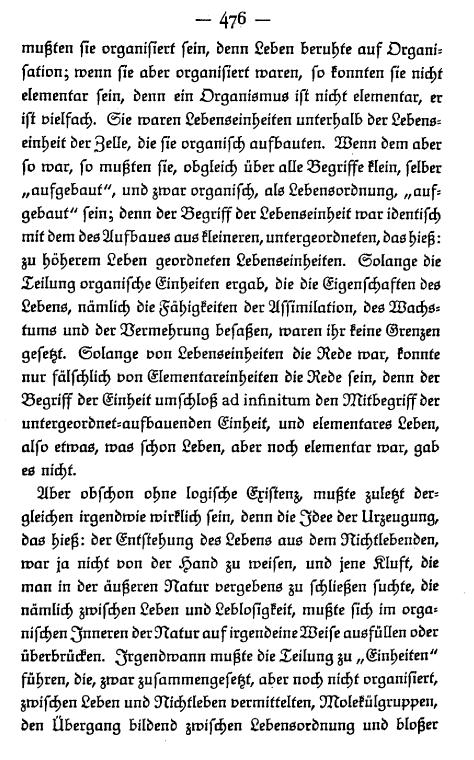 — 476 —
mußten sie organisiert sein, denn Leben beruhte auf Organi-
sation; wenn sie aber organisiert waren, so konnten sie nicht
elementar sein, denn ein Organismus ist nicht elementar, er
ist vielfach. Sie waren Lebenseinheiten unterhalb der Lebens-
einheit der Zelle, die sie organisch aufbauten. Wenn dem aber
so war, so mußten sie, obgleich über alle Begriffe klein, selber
„aufgebaut“, und zwar organisch, als Lebensordnung, „auf-
gebaut“ sein; denn der Begriff der Lebenseinheit war identisch
mit dem des Aufbaues aus kleineren, untergeordneten, das hieß:
zu höherem Leben geordneten Lebenseinheiten. Solange die
Teilung organische Einheiten ergab, die die Eigenschaften des
Lebens, nämlich die Fähigkeiten der Assimilation, des Wachs-
tums und der Vermehrung besaßen, waren ihr keine Grenzen
gesetzt. Solange von Lebenseinheiten die Rede war, konnte
nur fälschlich von Elementareinheiten die Rede sein, denn der
Begriff der Einheit umschloß ad infinitum den Mitbegriff der
untergeordnet-aufbauenden Einheit, und elementares Leben,
also etwas, was schon Leben, aber noch elementar war, gab
es nicht.
Aber obschon ohne logische Existenz, mußte zuletzt der-
gleichen irgendwie wirklich sein, denn die Idee der Urzeugung,
das hieß: der Entstehung des Lebens aus dem Nichtlebenden,
war ja nicht von der Hand zu weisen, und jene Kluft, die
man in der äußeren Natur vergebens zu schließen suchte, die
nämlich zwischen Leben und Leblosigkeit, mußte sich im orga-
nischen Inneren der Natur auf irgendeine Weise ausfüllen oder
überbrücken. Irgendwann mußte die Teilung zu „Einheiten“
führen, die, zwar zusammengesetzt, aber noch nicht organisiert,
zwischen Leben und Nichtleben vermittelten, Molekülgruppen,
den Übergang bildend zwischen Lebensordnung und bloßer